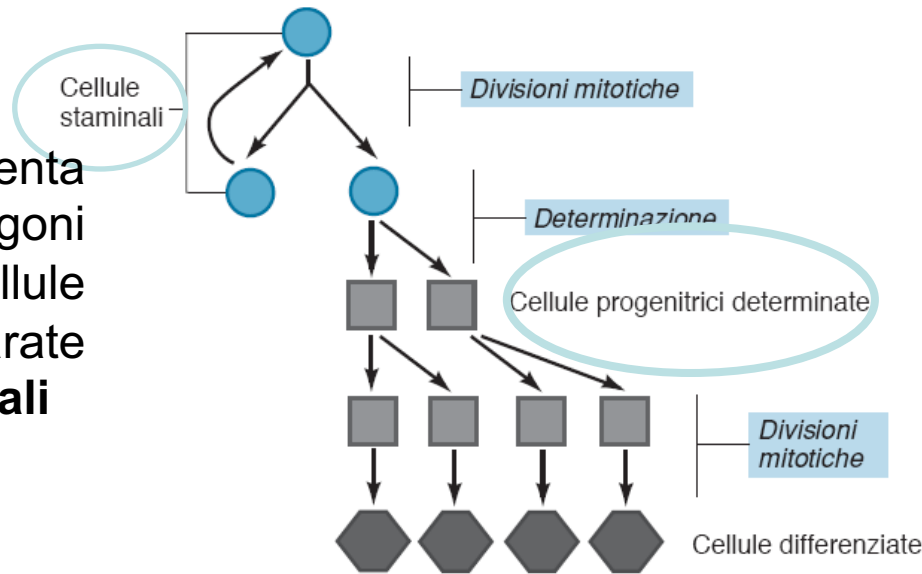 Cellule
staminali
Divisioni mitotiche
Determinazione
Cellule progenitrici determinate
Divisioni
mitotiche
Cellule differenziate
enta
goni
llule
rate
ali